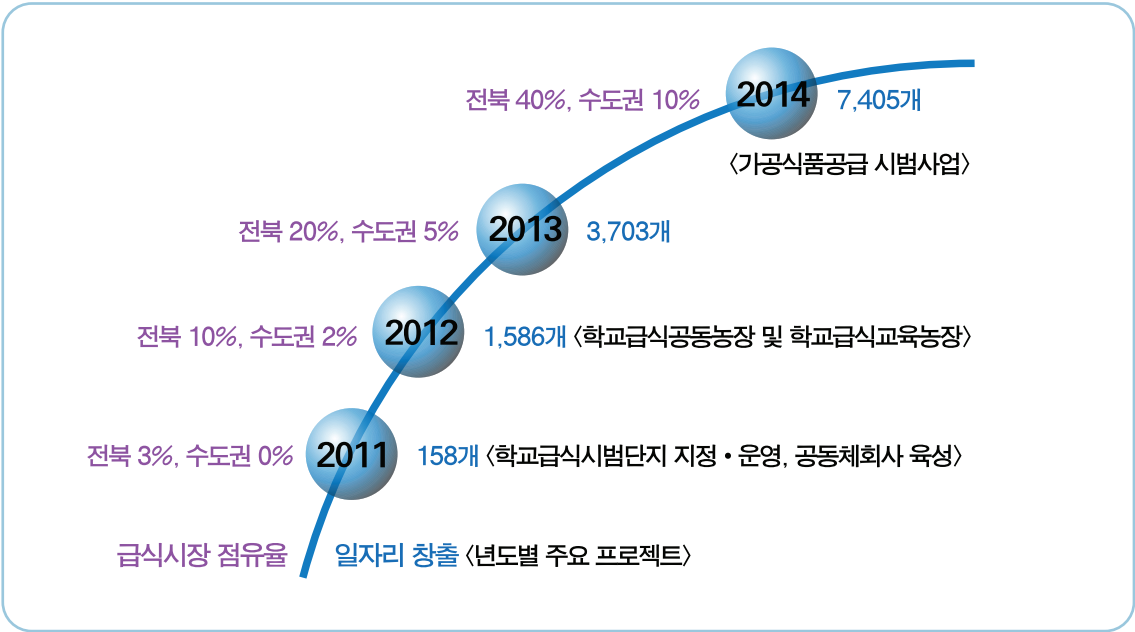 전북 40%, 수도권 10% 2014 7,405개
〈가공식품공급 시범사업〉
전북 20%, 수도권 5% 2013 3,703개
전북 10%, 수도권 2% 2012 1,586개 〈학교급식공동농장 및 학교급식교육농장〉
전북 3%, 수도권 0% 2011 158개 〈학교급식시범단지 지정·운영, 공동체회사 육성〉
급식시장 점유율 일자리 창출 〈년도별 주요 프로젝트〉